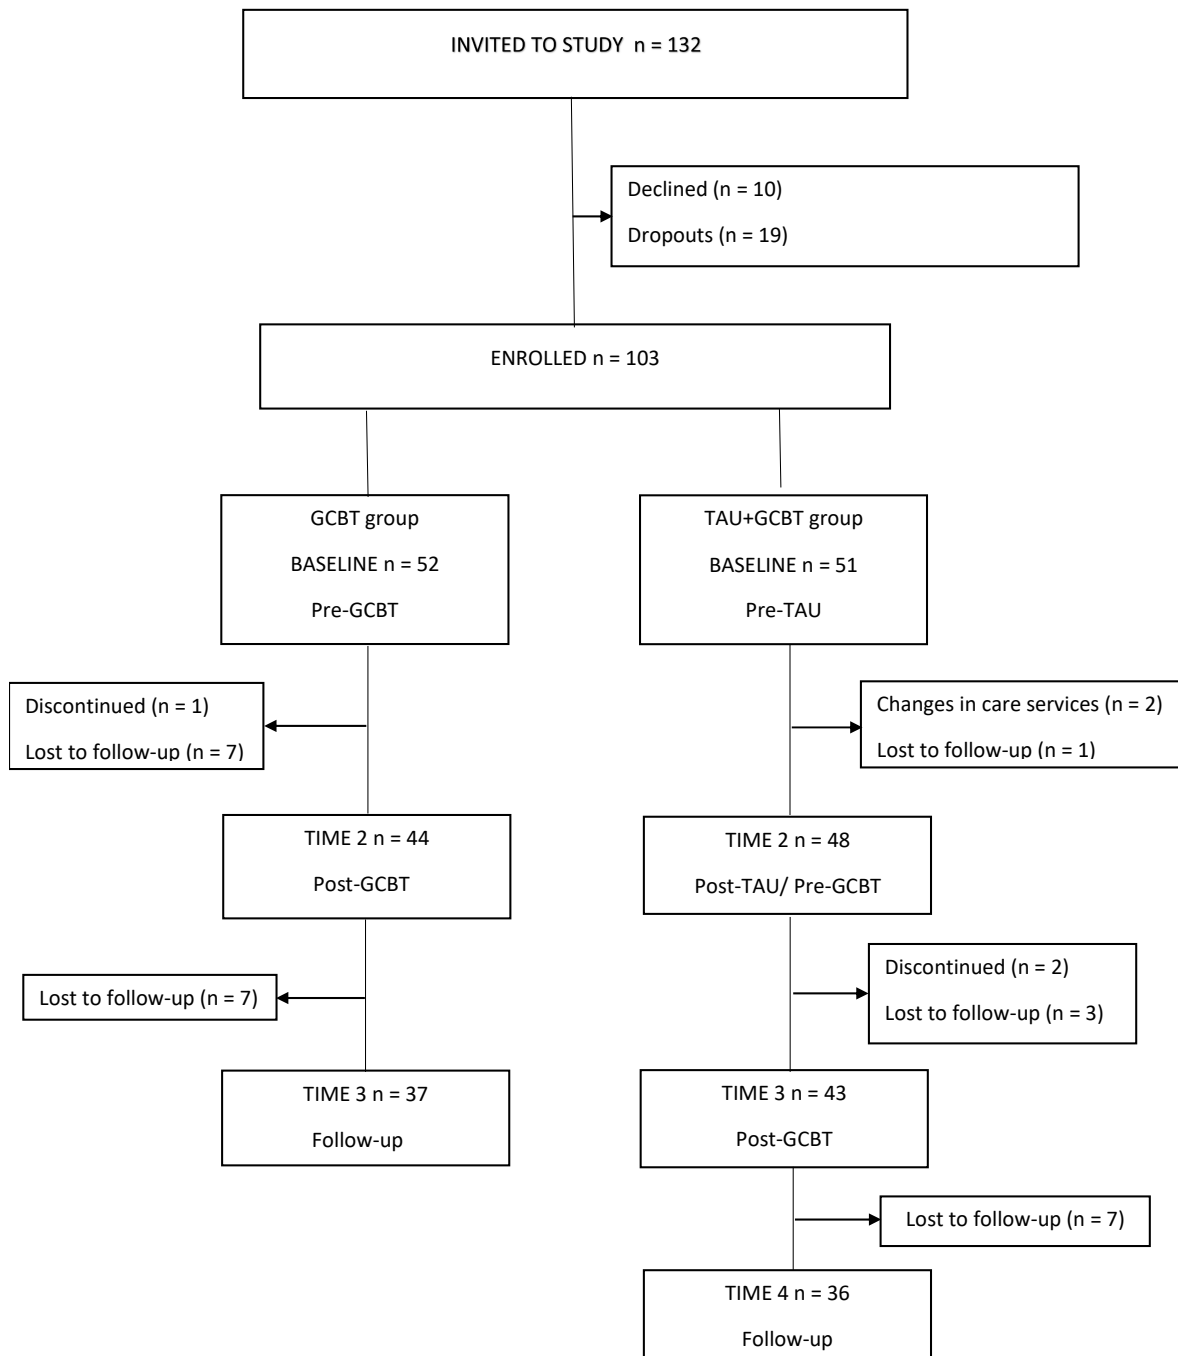 INVITED TO STUDY n = 132
Declined (n = 10)
Dropouts (n = 19)
ENROLLED n = 103
GCBT group
BASELINE n = 52
Pre-GCBT
TAU+GCBT group
BASELINE n = 51
Pre-TAU
Discontinued (n = 1)
Lost to follow-up (n = 7)
Changes in care services (n = 2)
Lost to follow-up (n = 1)
TIME 2 n = 44
Post-GCBT
TIME 2 n = 48
Post-TAU/ Pre-GCBT
Lost to follow-up (n = 7)
Discontinued (n = 2)
Lost to follow-up (n = 3)
TIME 3 n = 37
Follow-up
TIME 3 n = 43
Post-GCBT
Lost to follow-up (n = 7)
TIME 4 n = 36
Follow-up